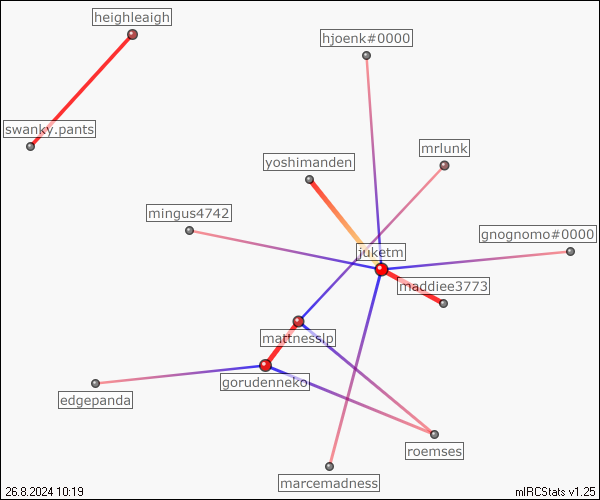 heighleaigh
hjoenk#0000
swanky.pants
mrlunk
yoshimanden
mingus4742
gnognomo#0000
juketm
maddiee3773
mattnesslp
gorudenneko
edgepanda
roemses
marcemadness
26.8.2024 10:19
mIRCStats v1.25